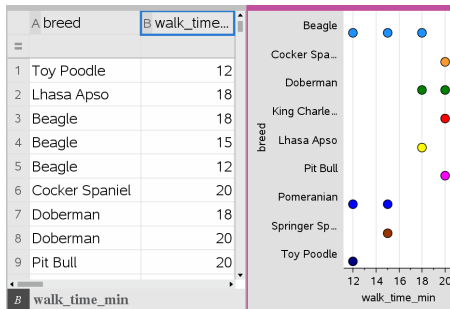 A breed B walk_time...
=
1 Toy Poodle 12
2 Lhasa Apso 18
3 Beagle 18
4 Beagle 15
5 Beagle 12
6 Cocker Spaniel 20
7 Doberman 18
8 Doberman 20
9 Pit Bull 20
B walk_time_min
breed
Beagle
Cocker Spa...
Doberman
King Charle...
Lhasa Apso
Pit Bull
Pomeranian
Springer Sp...
Toy Poodle
12 14 16 18 20
walk_time_min